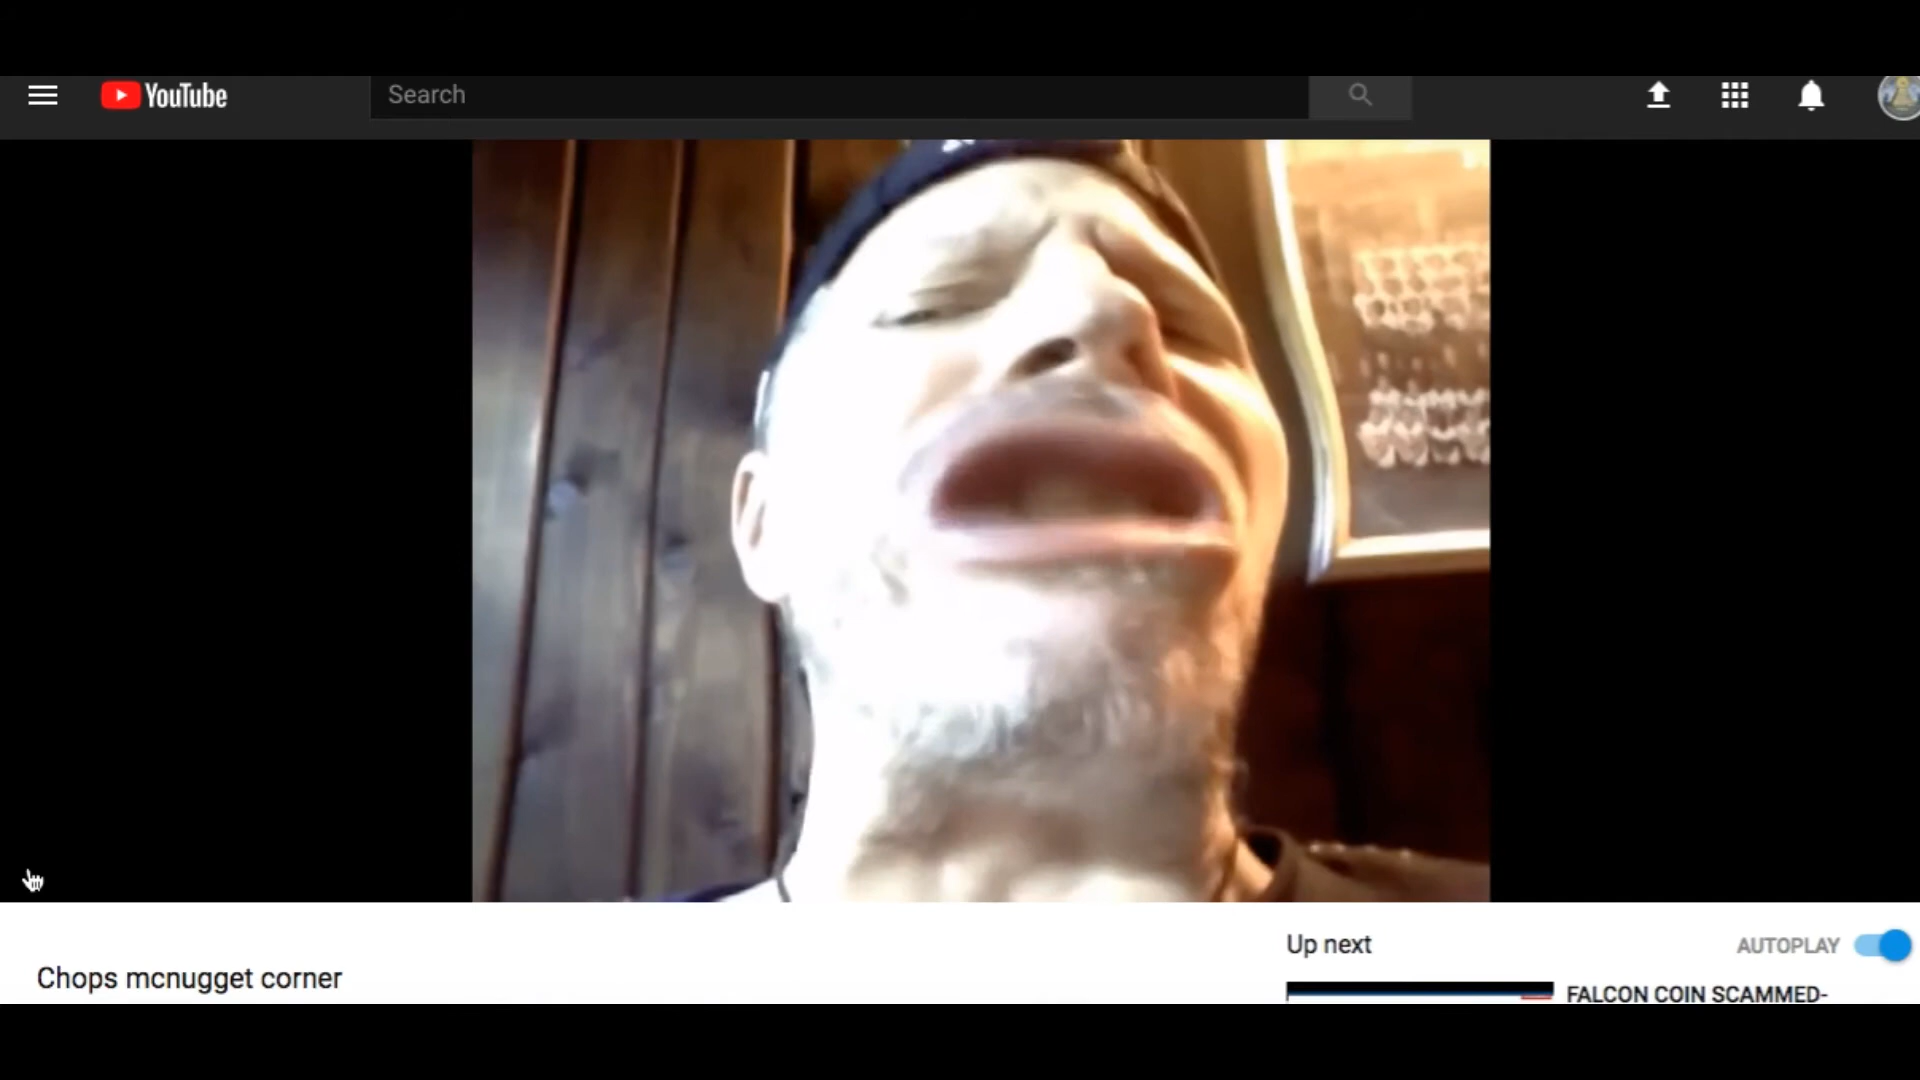 YouTube
Search
Up next
AUTOPLAY
Chops mcnugget corner
FALCON COIN SCAMMED-